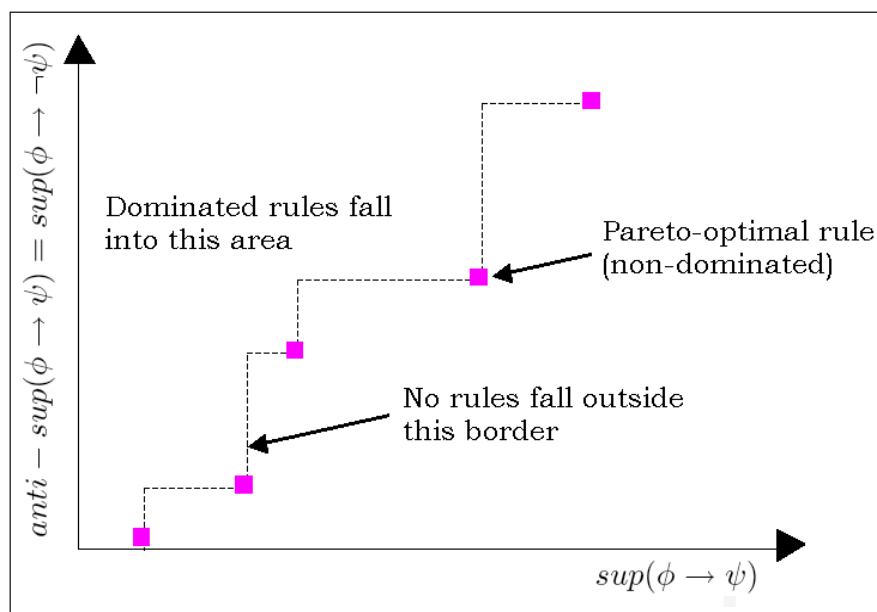 anti − sup(ϕ → ψ) = sup(ϕ → ¬ψ)
Dominated rules fall
into this area
Pareto-optimal rule
(non-dominated)
No rules fall outside
this border
sup(ϕ → ψ)